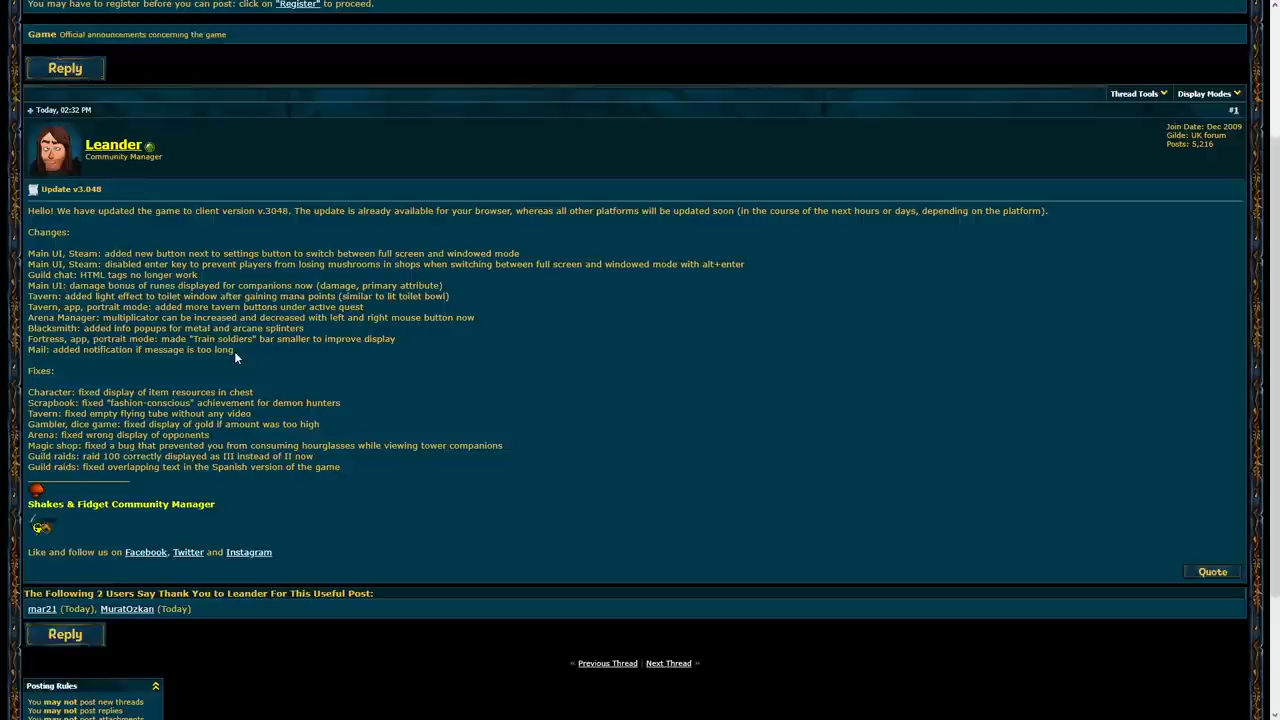 You may have to register before you can post: click on "Register" to proceed.
Game Official announcements concerning the game
Reply
Thread Tools Display Modes
Today, 02:32 PM #1
Leander
Community Manager
Join Date: Dec 2009
Gilde: UK forum
Posts: 5,216
Update v3.048
Hello! We have updated the game to client version v.3048. The update is already available for your browser, whereas all other platforms will be updated soon (in the course of the next hours or days, depending on the platform).
Changes:
Main UI, Steam: added new button next to settings button to switch between full screen and windowed mode
Main UI, Steam: disabled enter key to prevent players from losing mushrooms in shops when switching between full screen and windowed mode with alt+enter
Guild chat: HTML tags no longer work
Main UI: damage bonus of runes displayed for companions now (damage, primary attribute)
Tavern: added light effect to toilet window after gaining mana points (similar to lit toilet bowl)
Tavern, app, portrait mode: added more tavern buttons under active quest
Arena Manager: multiplicator can be increased and decreased with left and right mouse button now
Blacksmith: added info popups for metal and arcane splinters
Fortress, app, portrait mode: made "Train soldiers" bar smaller to improve display
Mail: added notification if message is too long
Fixes:
Character: fixed display of item resources in chest
Scrapbook: fixed "fashion-conscious" achievement for demon hunters
Tavern: fixed empty flying tube without any video
Gambler, dice game: fixed display of gold if amount was too high
Arena: fixed wrong display of opponents
Magic shop: fixed a bug that prevented you from consuming hourglasses while viewing tower companions
Guild raids: raid 100 correctly displayed as III instead of II now
Guild raids: fixed overlapping text in the Spanish version of the game
Shakes & Fidget Community Manager
Like and follow us on Facebook, Twitter and Instagram
Quote
The Following 2 Users Say Thank You to Leander For This Useful Post:
mar21 (Today), MuratOzkan (Today)
Reply
« Previous Thread | Next Thread »
Posting Rules
You may not post new threads
You may not post replies
You may not post attachments